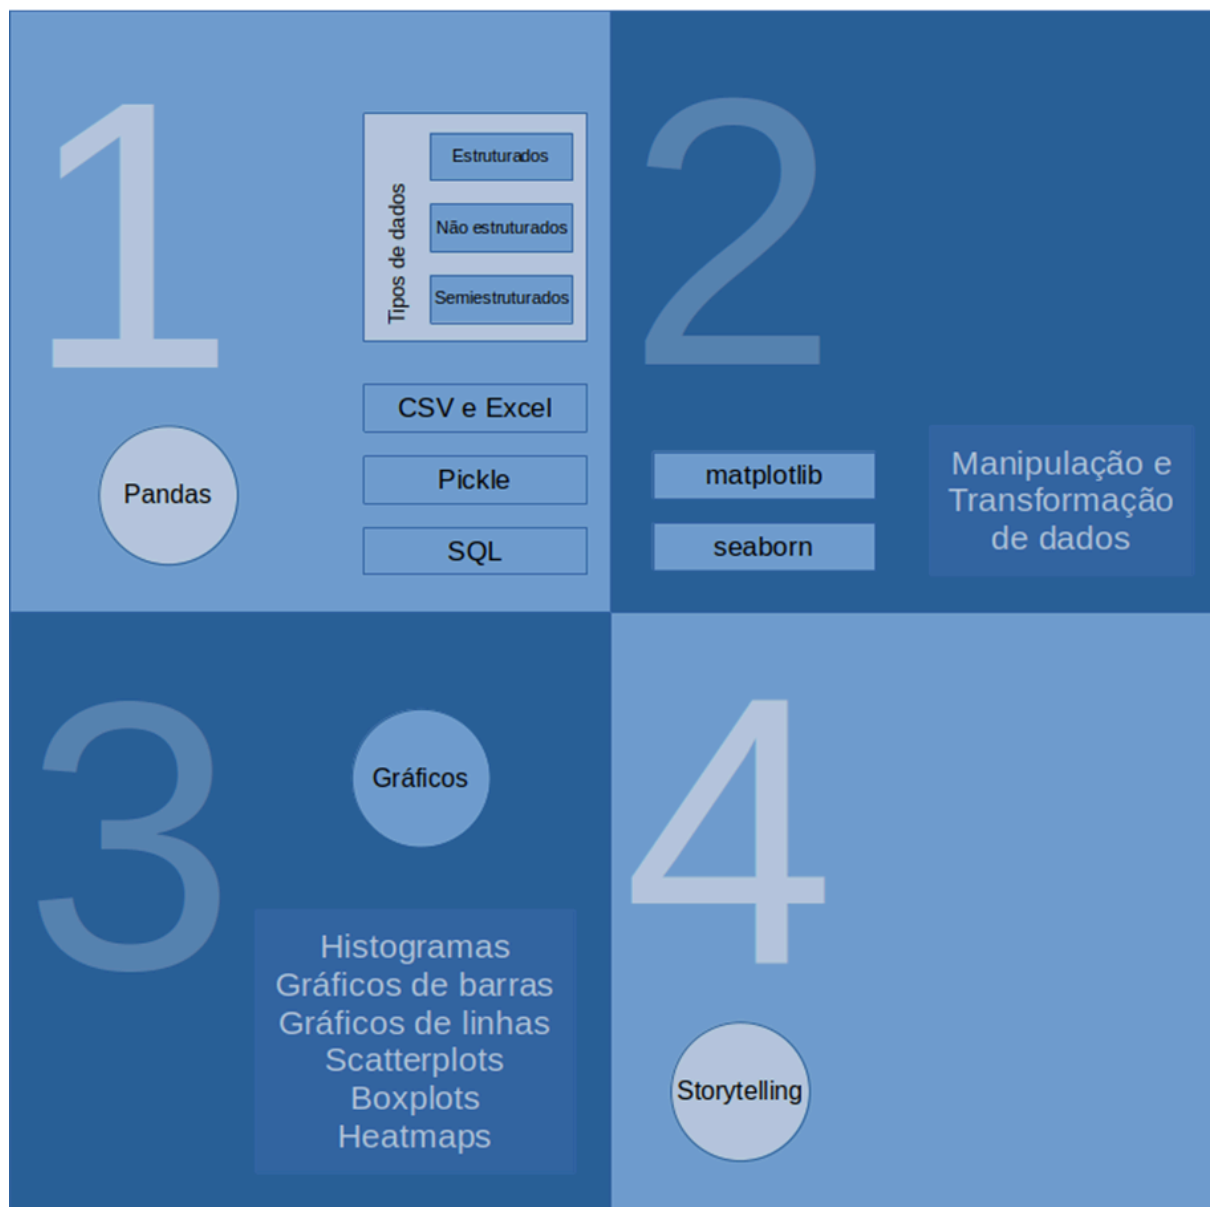 1
Tipos de dados
Estruturados
Não estruturados
Semiestruturados
CSV e Excel
Pickle
SQL
Pandas
2
matplotlib
seaborn
Manipulação e
Transformação
de dados
3
Gráficos
Histogramas
Gráficos de barras
Gráficos de linhas
Scatterplots
Boxplots
Heatmaps
4
Storytelling